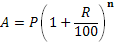 A = P(1 + R/100)ⁿ